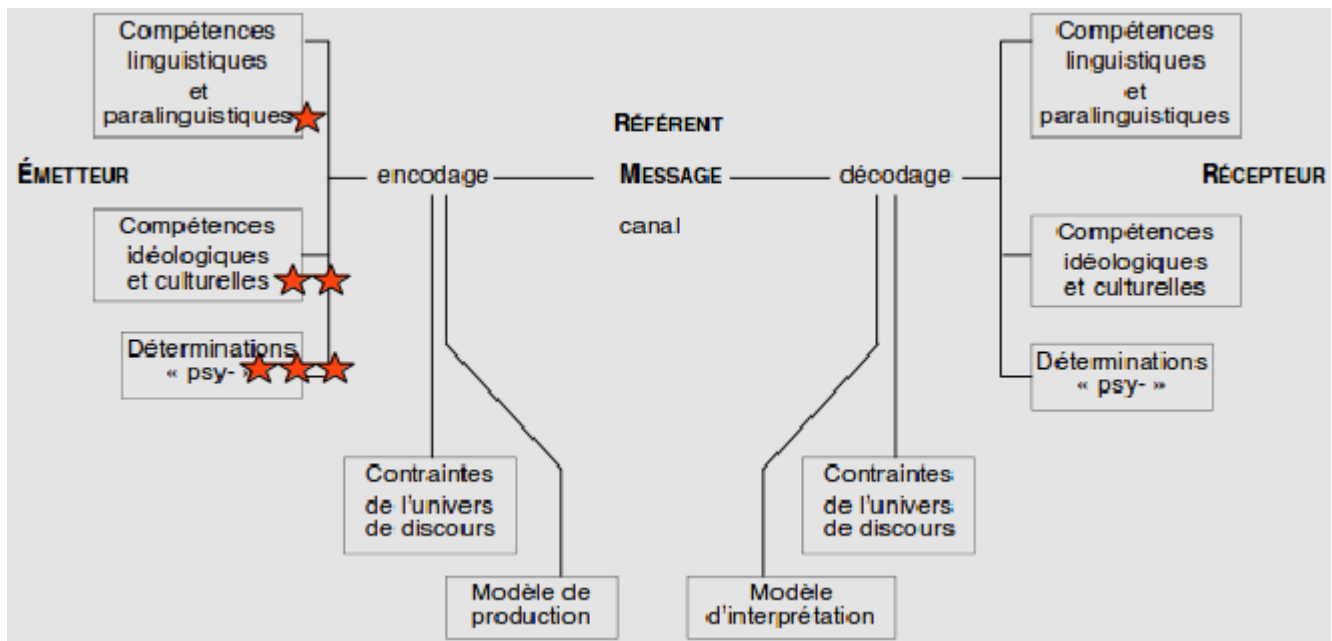 Compétences
linguistiques
et
paralinguistiques
ÉMETTEUR
Compétences
idéologiques
et culturelles
Déterminations
« psy- »
encodage
RÉFÉRENT
MESSAGE
canal
décodage
Compétences
linguistiques
et
paralinguistiques
RÉCEPTEUR
Compétences
idéologiques
et culturelles
Déterminations
« psy- »
Contraintes
de l'univers
de discours
Modèle de
production
Contraintes
de l'univers
de discours
Modèle
d'interprétation